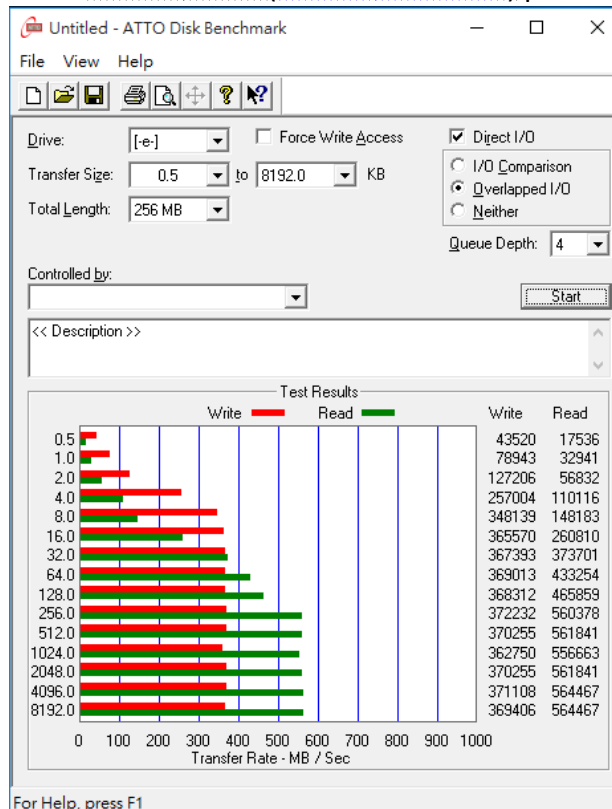 Untitled - ATTO Disk Benchmark
File View Help
Drive: [-e-] Force Write Access Direct I/O
Transfer Size: 0.5 to 8192.0 KB I/O Comparison
Overlapped I/O
Total Length: 256 MB Neither
Queue Depth: 4
Controlled by:
Start
<< Description >>
Test Results
Write Read Write Read
0.5 43520 17536
1.0 78943 32941
2.0 127206 56832
4.0 257004 110116
8.0 348139 148183
16.0 365570 260810
32.0 367393 373701
64.0 369013 433254
128.0 368312 465859
256.0 372232 560378
512.0 370255 561841
1024.0 362750 556663
2048.0 370255 561841
4096.0 371108 564467
8192.0 369406 564467
0 100 200 300 400 500 600 700 800 900 1000
Transfer Rate - MB / Sec
For Help, press F1